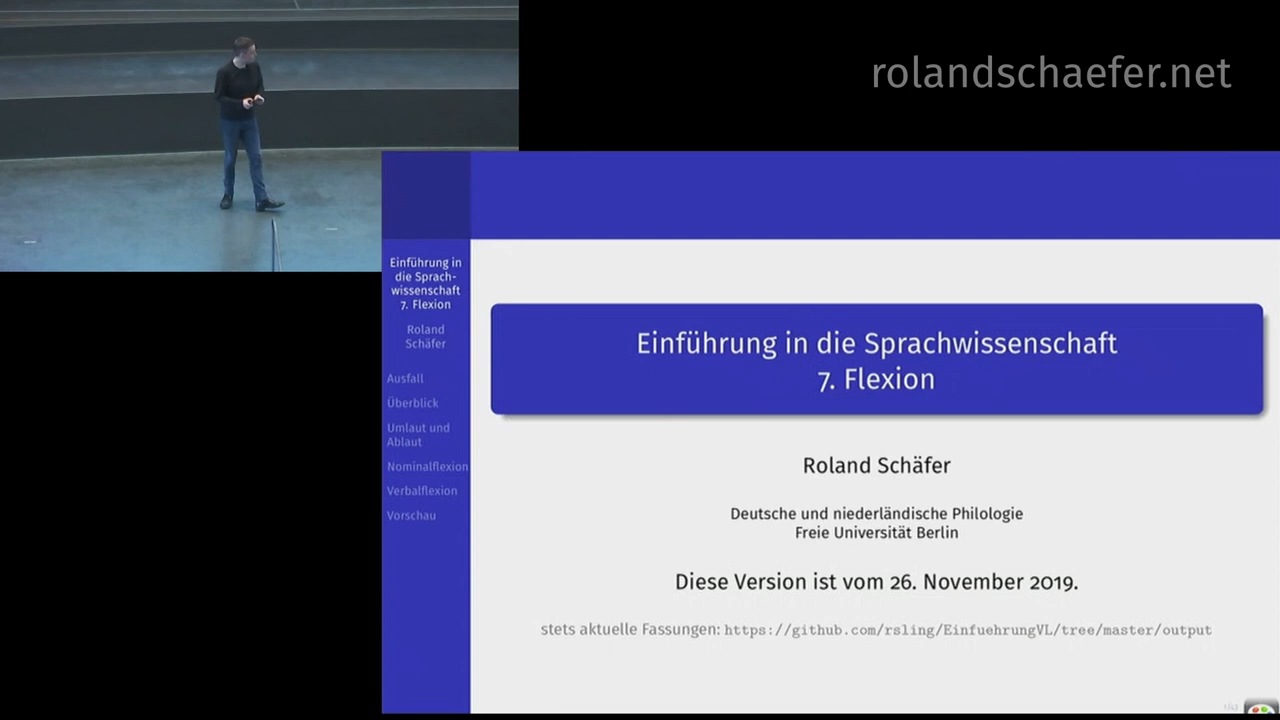 rolandschaefer.net
Einführung in
die Sprach-
wissenschaft
7. Flexion
Roland
Schäfer
Ausfall
Überblick
Umlaut und
Ablaut
Nominalflexion
Verbalflexion
Vorschau
Einführung in die Sprachwissenschaft
7. Flexion
Roland Schäfer
Deutsche und niederländische Philologie
Freie Universität Berlin
Diese Version ist vom 26. November 2019.
stets aktuelle Fassungen: https://github.com/rsling/EinfuehrungVL/tree/master/output